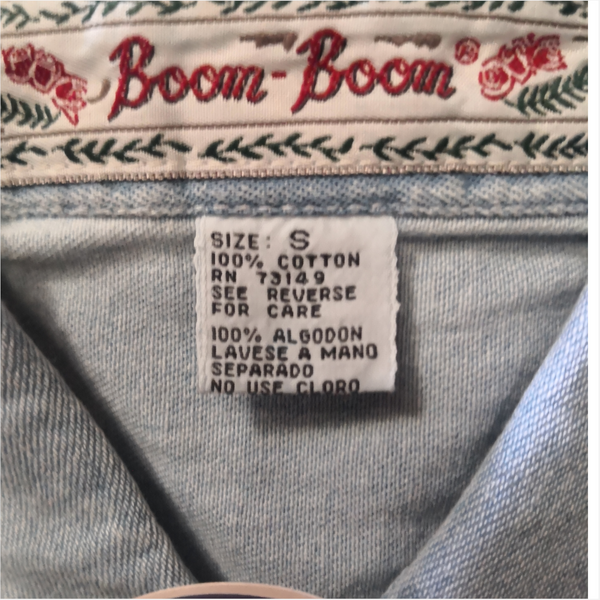 Boom-Boom®
SIZE: S
100% COTTON
RN 73149
SEE REVERSE
FOR CARE
100% ALGODON
LAVESE A MANO
SEPARADO
NO USE CLORO